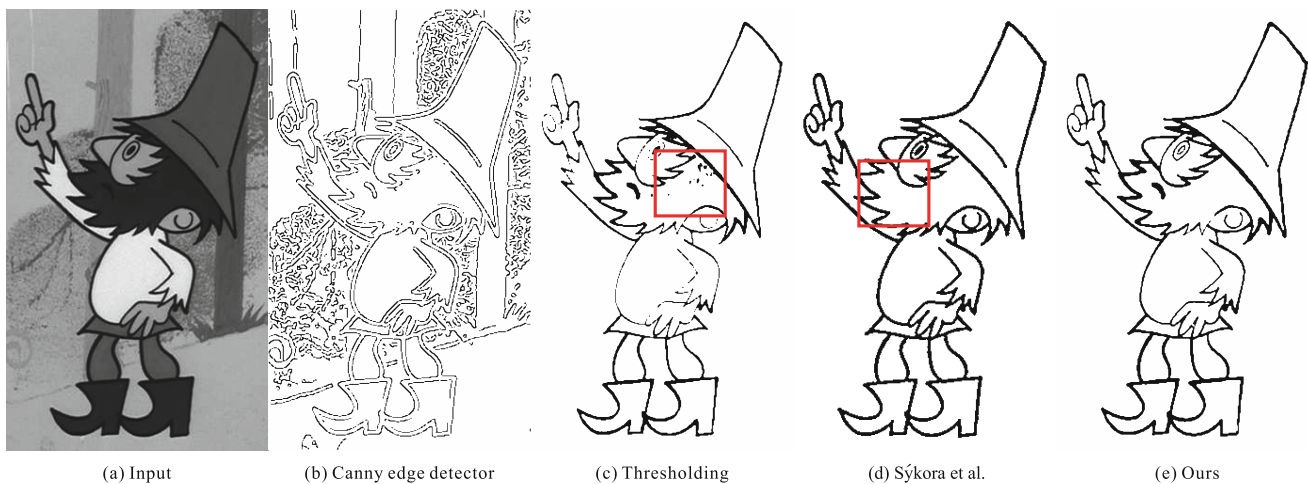 (a) Input
(b) Canny edge detector
(c) Thresholding
(d) Sýkora et al.
(e) Ours